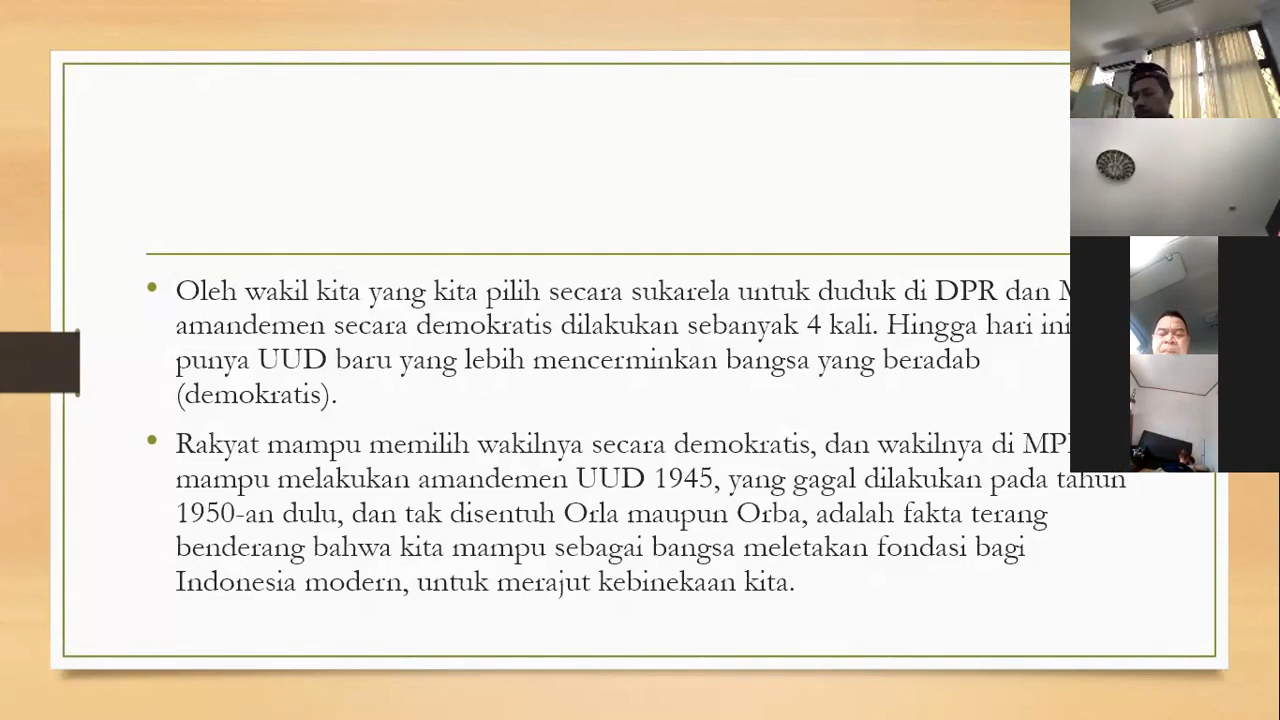 Oleh wakil kita yang kita pilih secara sukarela untuk duduk di DPR dan
amandemen secara demokratis dilakukan sebanyak 4 kali. Hingga hari ini
punya UUD baru yang lebih mencerminkan bangsa yang beradab
(demokratis).
Rakyat mampu memilih wakilnya secara demokratis, dan wakilnya di
mampu melakukan amandemen UUD 1945, yang gagal dilakukan pada tahun
1950-an dulu, dan tak disentuh Orla maupun Orba, adalah fakta terang
benderang bahwa kita mampu sebagai bangsa meletakan fondasi bagi
Indonesia modern, untuk merajut kebinekaan kita.